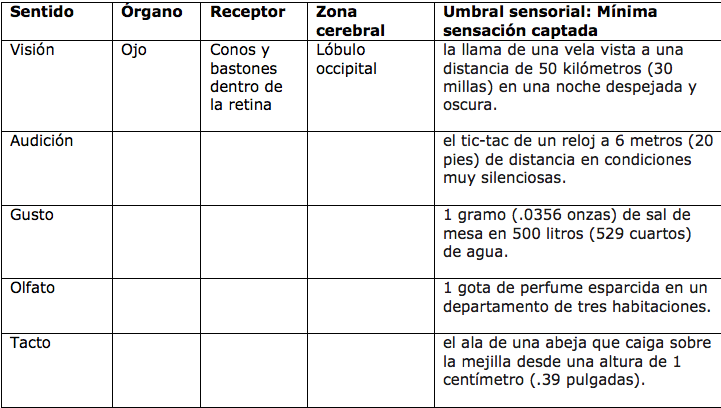 Sentido Órgano Receptor Zona cerebral Umbral sensorial: Mínima sensación captada
Visión Ojo Conos y bastones dentro de la retina Lóbulo occipital la llama de una vela vista a una distancia de 50 kilómetros (30 millas) en una noche despejada y oscura.
Audición el tic-tac de un reloj a 6 metros (20 pies) de distancia en condiciones muy silenciosas.
Gusto 1 gramo (.0356 onzas) de sal de mesa en 500 litros (529 cuartos) de agua.
Olfato 1 gota de perfume esparcida en un departamento de tres habitaciones.
Tacto el ala de una abeja que caiga sobre la mejilla desde una altura de 1 centímetro (.39 pulgadas).